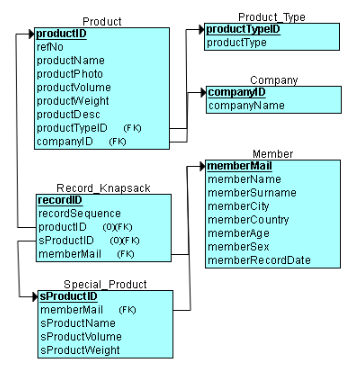 Product
productID
refNo
productName
productPhoto
productVolume
productWeight
productDesc
productTypeID (FK)
companyID (FK)
Product_Type
productTypeID
productType
Company
companyID
companyName
Member
memberMail
memberName
memberSurname
memberCity
memberCountry
memberAge
memberSex
memberRecordDate
Record_Knapsack
recordID
recordSequence
productID (0)(FK)
sProductID (0)(FK)
memberMail (FK)
Special_Product
sProductID
memberMail (FK)
sProductName
sProductVolume
sProductWeight